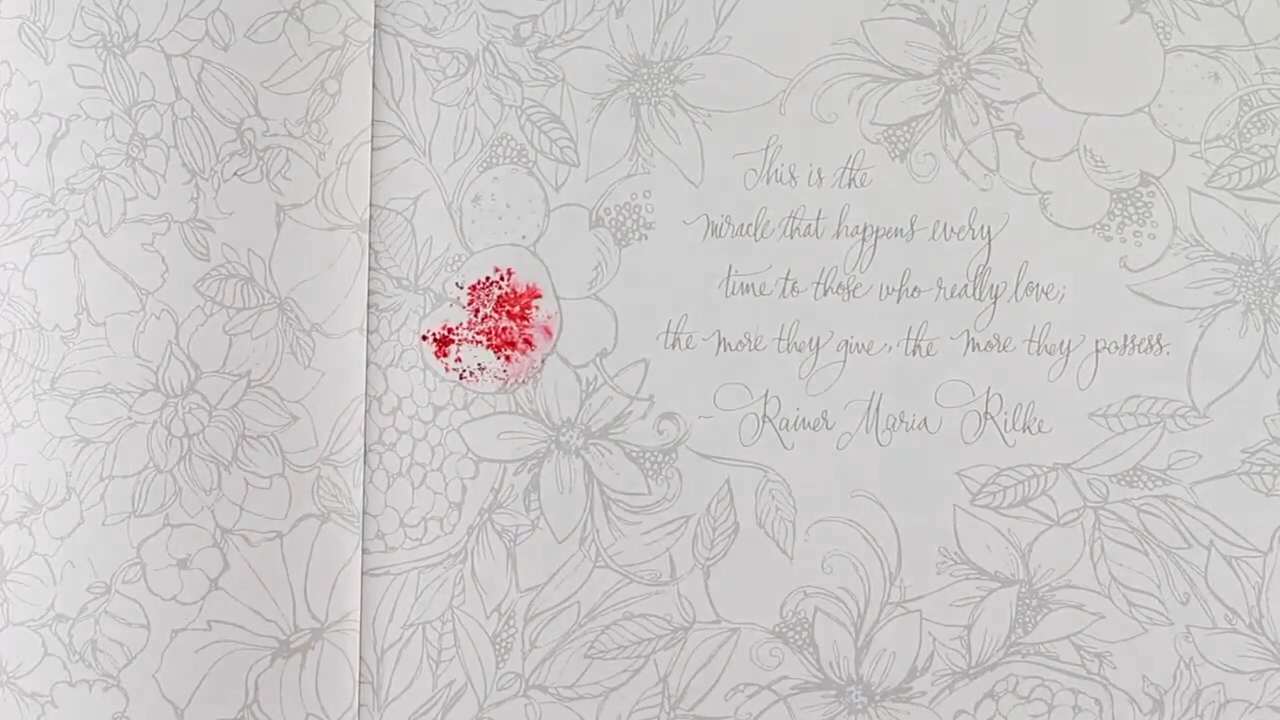 This is the
miracle that happens every
time to those who really love;
the more they give, the more they possess.
~ Rainer Maria Rilke